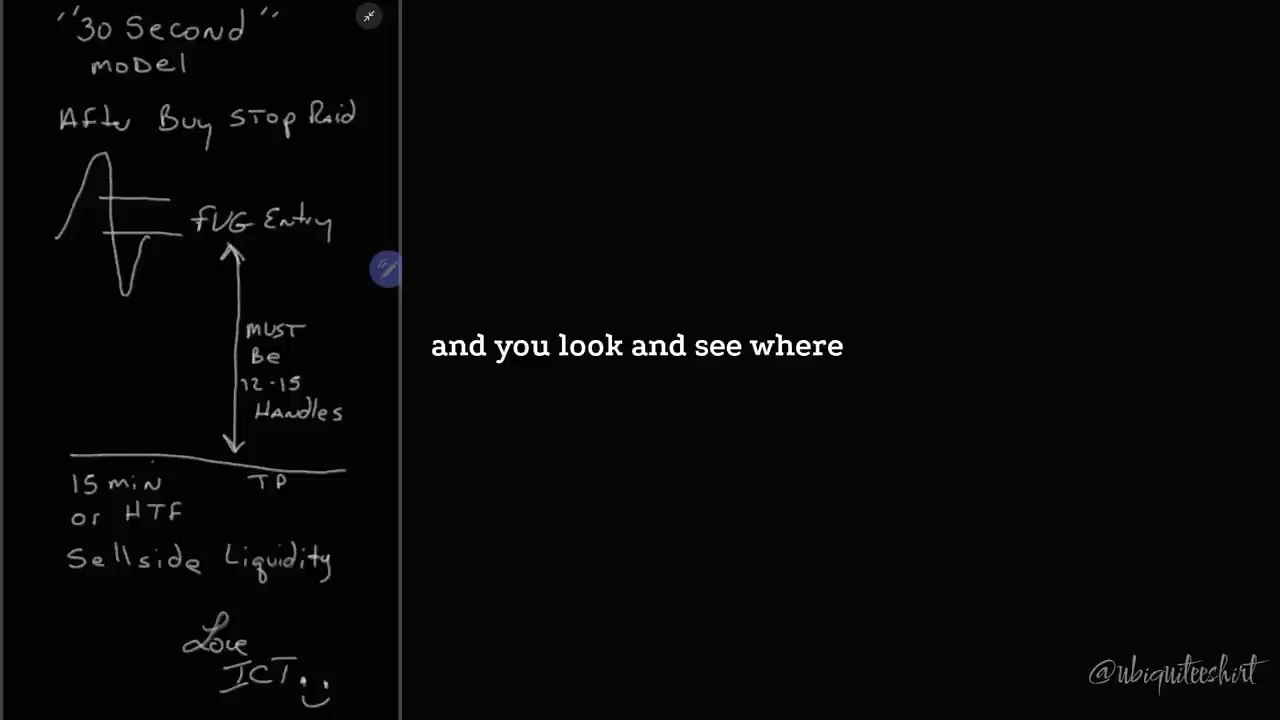 "30 Second"
model
After Buy Stop Raid
FVG Entry
MUST
Be
12-15
HANdles
15 miN
or HTF
TP
Sellside Liquidity
Love
ICT
and you look and see where
@ubiquiteeshirt